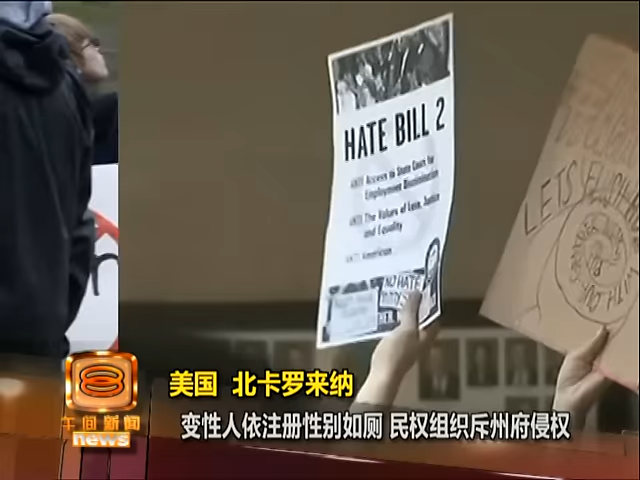 HATE BILL 2
ANTI Access to State Courts for
Employment Discrimination
ANTI The Values of Love, Justice
and Equality
ANTI American
NO HATE
LETS FLUSH
美国 北卡罗来纳
变性人依注册性别如厕 民权组织斥州府侵权
8
午间新闻
news